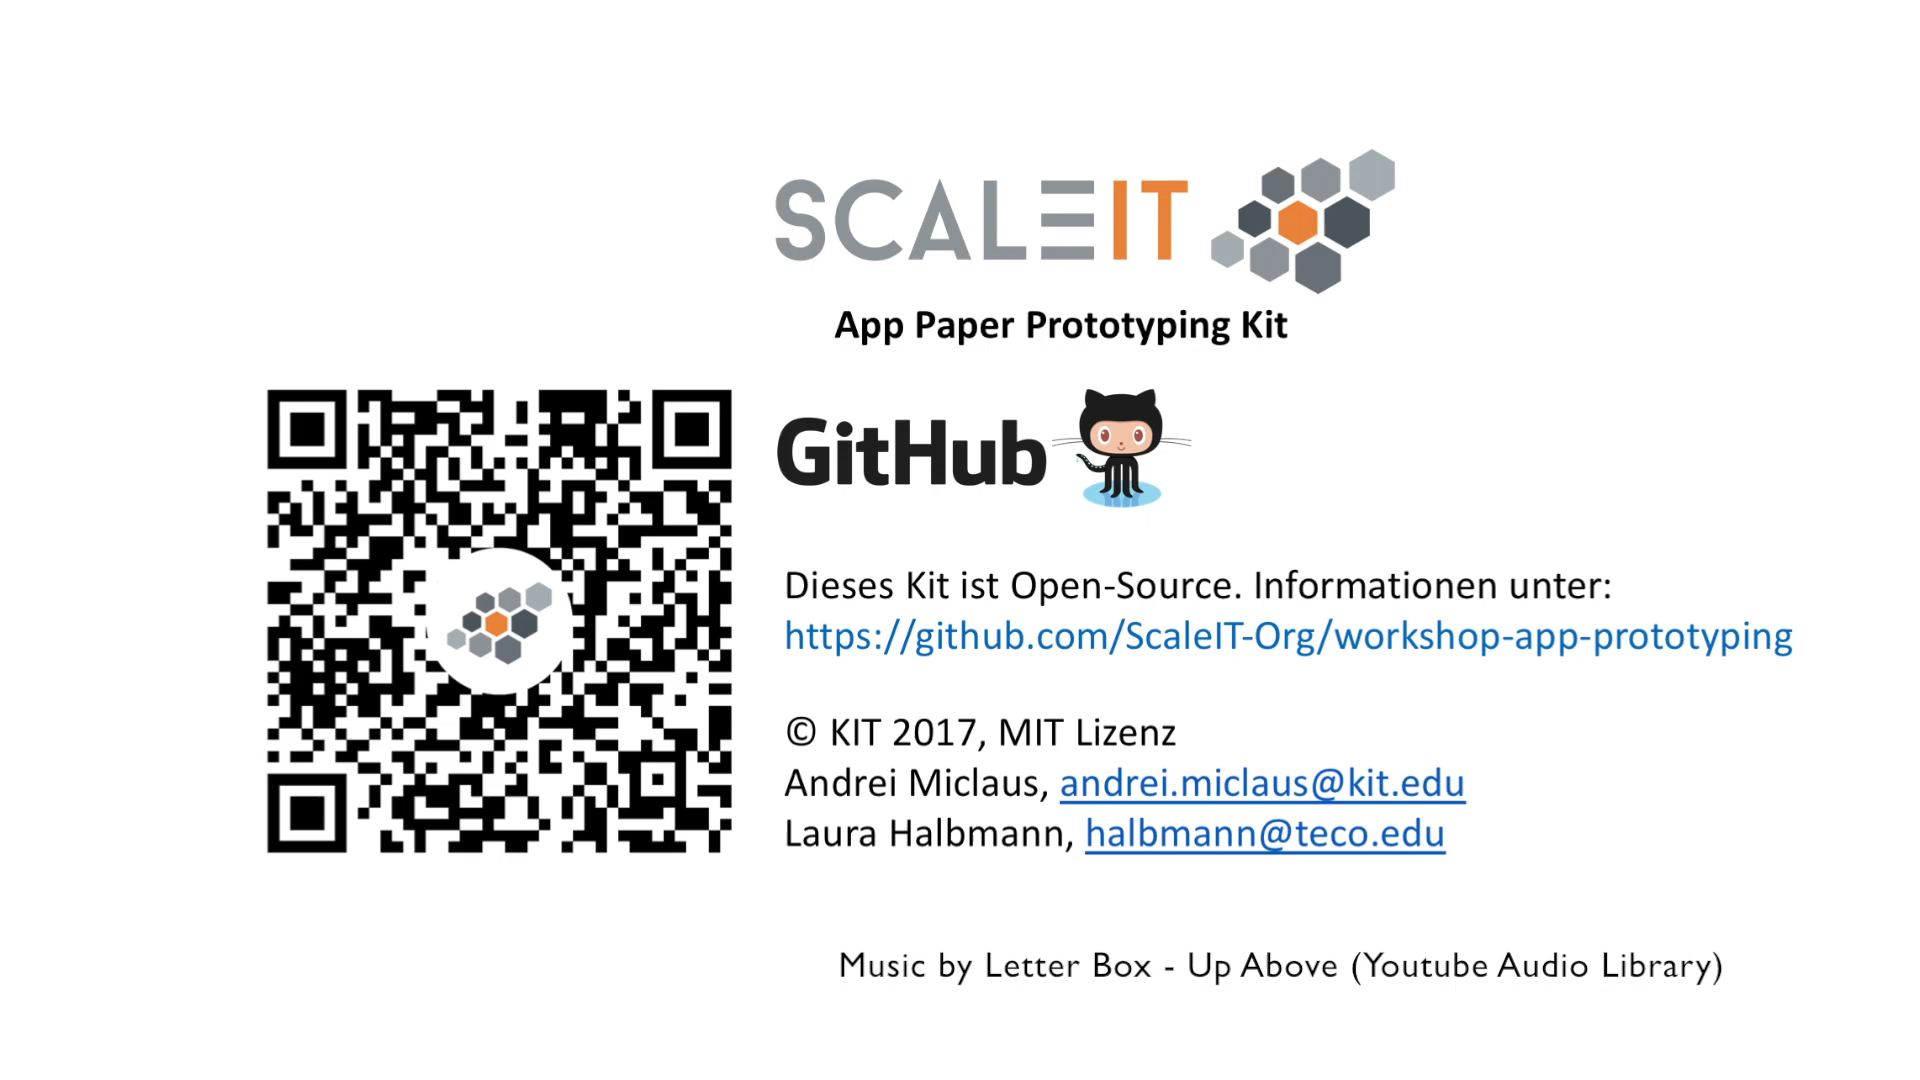 SCALEIT
App Paper Prototyping Kit
GitHub
Dieses Kit ist Open-Source. Informationen unter:
https://github.com/ScaleIT-Org/workshop-app-prototyping
© KIT 2017, MIT Lizenz
Andrei Miclaus, andrei.miclaus@kit.edu
Laura Halbmann, halbmann@teco.edu
Music by Letter Box - Up Above (Youtube Audio Library)